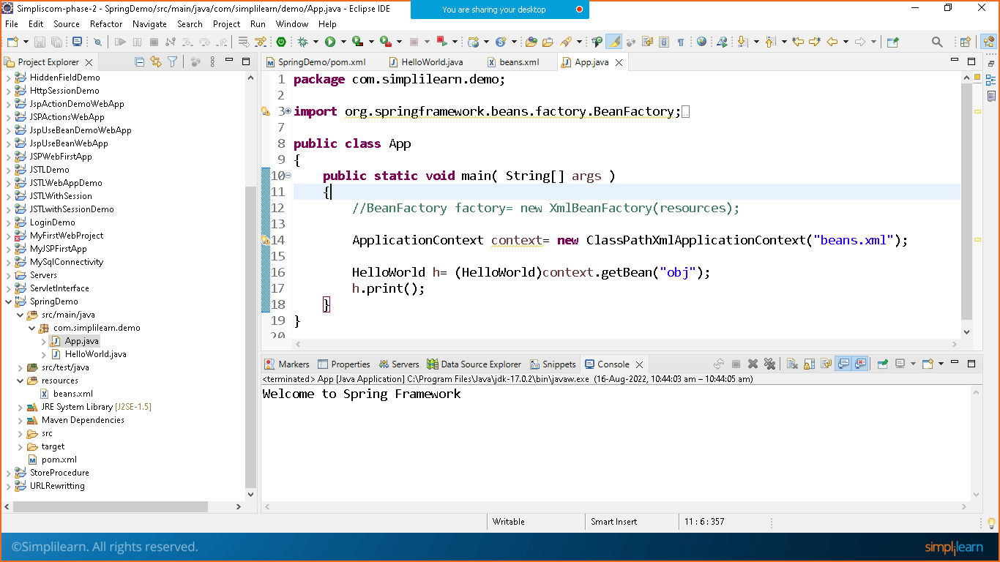 Simpliscom-phase-2 - SpringDemo/src/main/java/com/simplilearn/demo/App.java - Eclipse IDE
You are sharing your desktop
File Edit Source Refactor Navigate Search Project Run Window Help
Project Explorer
SpringDemo/pom.xml HelloWorld.java beans.xml App.java
HiddenFieldDemo
HttpSessionDemo
JspActionDemoWebApp
JSPActionsWebApp
JspUseBeanDemoWebApp
JspUseBeanWebApp
JSPWebFirstApp
JSTLDemo
JSTLWebAppDemo
JSTLWithSession
JSTLwithSessionDemo
LoginDemo
MyFirstWebProject
MyJSPFirstApp
MySqlConnectivity
Servers
ServletInterface
SpringDemo
src/main/java
com.simplilearn.demo
App.java
HelloWorld.java
src/test/java
resources
beans.xml
JRE System Library [J2SE-1.5]
Maven Dependencies
src
target
pom.xml
StoreProcedure
URLRewritting
1 package com.simplilearn.demo;
2
3 import org.springframework.beans.factory.BeanFactory;
7
8 public class App
9 {
10 public static void main( String[] args )
11 {
12 //BeanFactory factory= new XmlBeanFactory(resources);
13
14 ApplicationContext context= new ClassPathXmlApplicationContext("beans.xml");
15
16 HelloWorld h= (HelloWorld)context.getBean("obj");
17 h.print();
18 }
19 }
20
Markers Properties Servers Data Source Explorer Snippets Console
<terminated> App [Java Application] C:\Program Files\Java\jdk-17.0.2\bin\javaw.exe (16-Aug-2022, 10:44:03 am – 10:44:05 am)
Welcome to Spring Framework
Writable Smart Insert 11 : 6 : 357
©Simplilearn. All rights reserved.
simplilearn